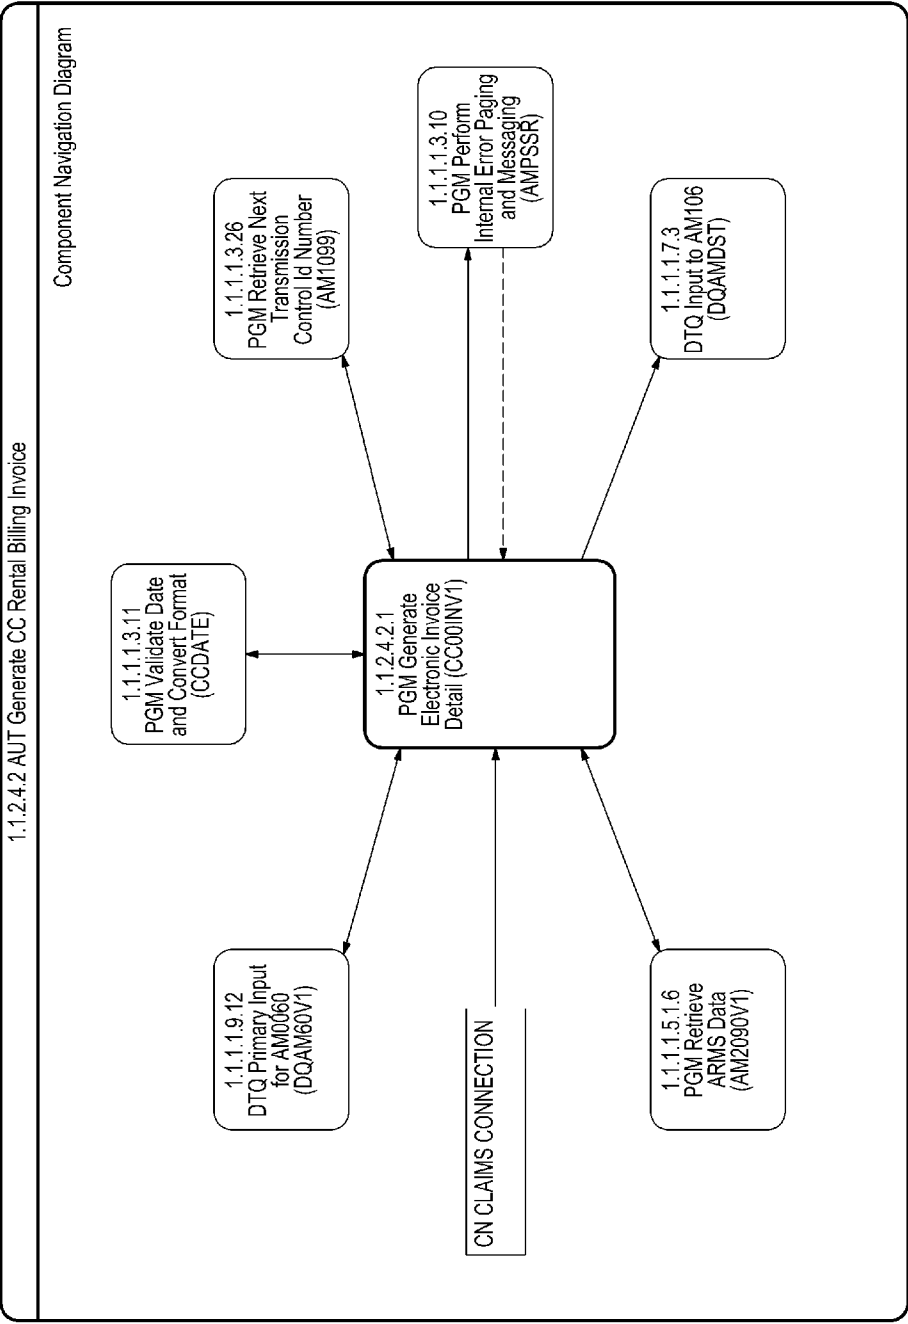 1.1.2.4.2 AUT Generate CC Rental Billing Invoice
Component Navigation Diagram
1.1.1.1.3.11
PGM Validate Date
and Convert Format
(CCDATE)
1.1.1.1.9.12
DTQ Primary Input
for AM0060
(DQAM60V1)
1.1.1.1.3.26
PGM Retrieve Next
Transmission
Control Id Number
(AM1099)
1.1.2.4.2.1
PGM Generate
Electronic Invoice
Detail (CC00INV1)
1.1.1.1.3.10
PGM Perform
Internal Error Paging
and Messaging
(AMPSSR)
CN CLAIMS CONNECTION
1.1.1.1.5.1.6
PGM Retrieve
ARMS Data
(AM2090V1)
1.1.1.1.7.3
DTQ Input to AM106
(DQAMDST)